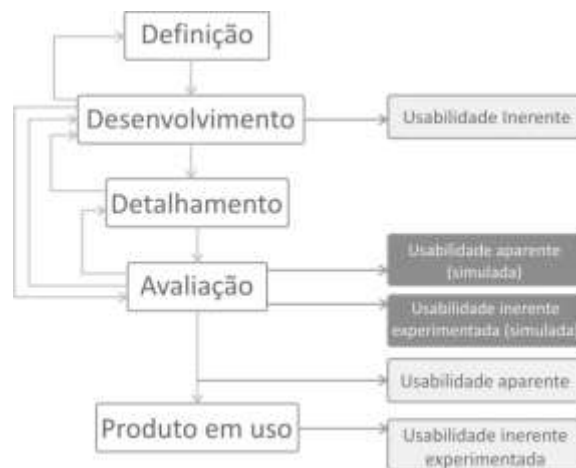 Definição
Desenvolvimento
Usabilidade Inerente
Detalhamento
Usabilidade aparente
(simulada)
Avaliação
Usabilidade inerente
experimentada (simulada
Usabilidade aparente
Produto em uso
Usabilidade inerente
experimentada